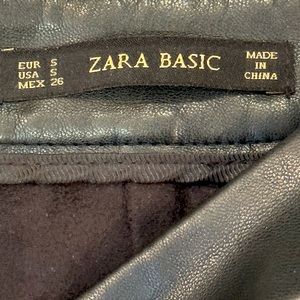 EUR S
USA S
MEX 26
ZARA BASIC
MADE IN
CHINA